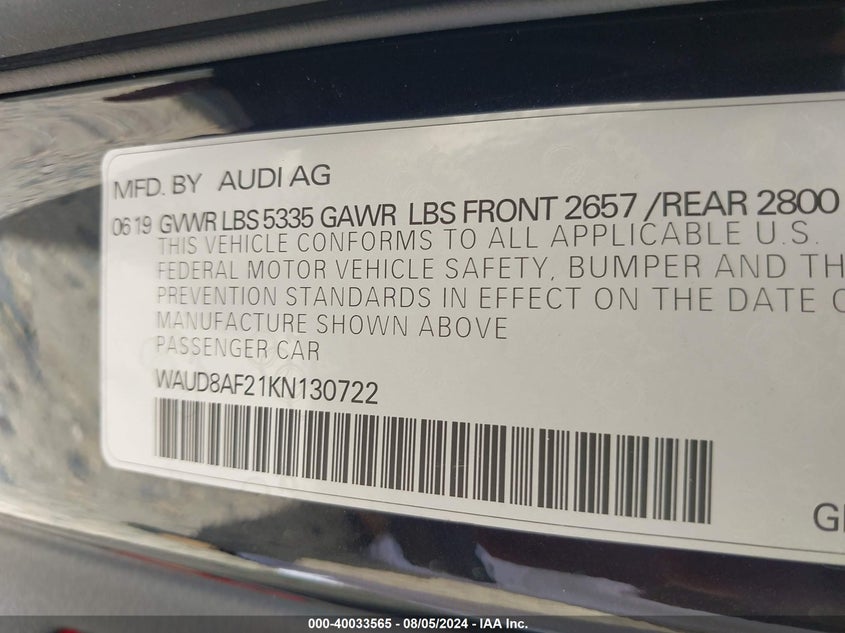 MFD. BY AUDI AG
06 19 GVWR LBS 5335 GAWR LBS FRONT 2657 /REAR 2800
THIS VEHICLE CONFORMS TO ALL APPLICABLE U.S.
FEDERAL MOTOR VEHICLE SAFETY, BUMPER AND TH
PREVENTION STANDARDS IN EFFECT ON THE DATE O
MANUFACTURE SHOWN ABOVE
PASSENGER CAR
WAUD8AF21KN130722
000-40033565 - 08/05/2024 - IAA Inc.